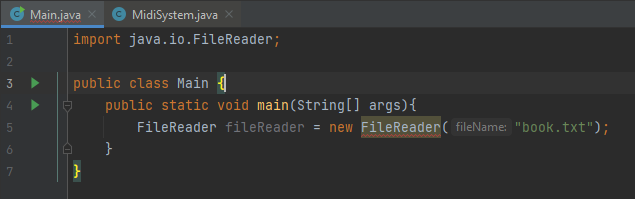 Main.java MidiSystem.java
1 import java.io.FileReader;
2
3 public class Main {
4 public static void main(String[] args){
5 FileReader fileReader = new FileReader( fileName: "book.txt");
6 }
7 }